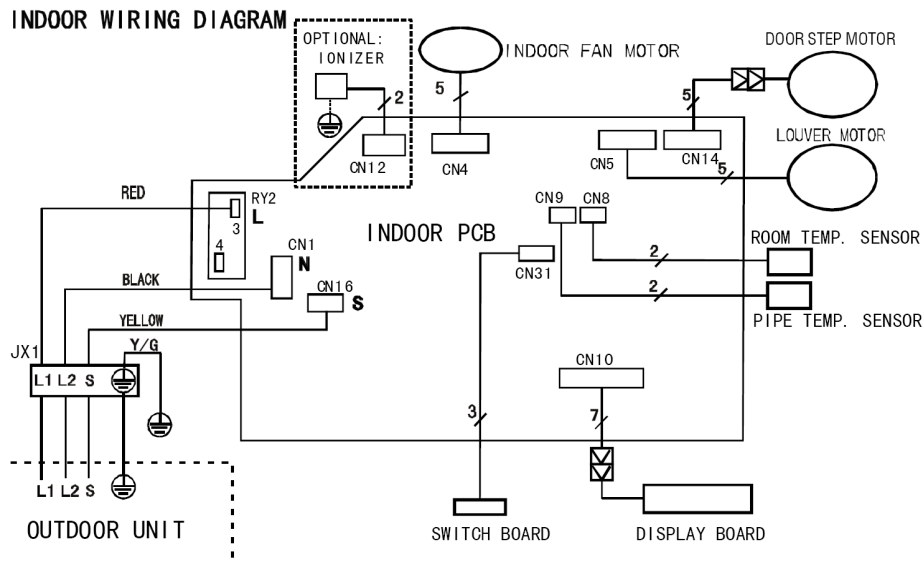 INDOOR WIRING DIAGRAM
OPTIONAL:
IONIZER
2
CN12
INDOOR FAN MOTOR
5
CN4
DOOR STEP MOTOR
5
CN14
LOUVER MOTOR
CN5
5
RED
RY2
3
L
4
CN1
N
BLACK
CN16
S
YELLOW
Y/G
JX1
L1 L2 S
INDOOR PCB
CN9
CN8
2
ROOM TEMP. SENSOR
2
PIPE TEMP. SENSOR
CN31
3
CN10
7
L1 L2 S
OUTDOOR UNIT
SWITCH BOARD
DISPLAY BOARD